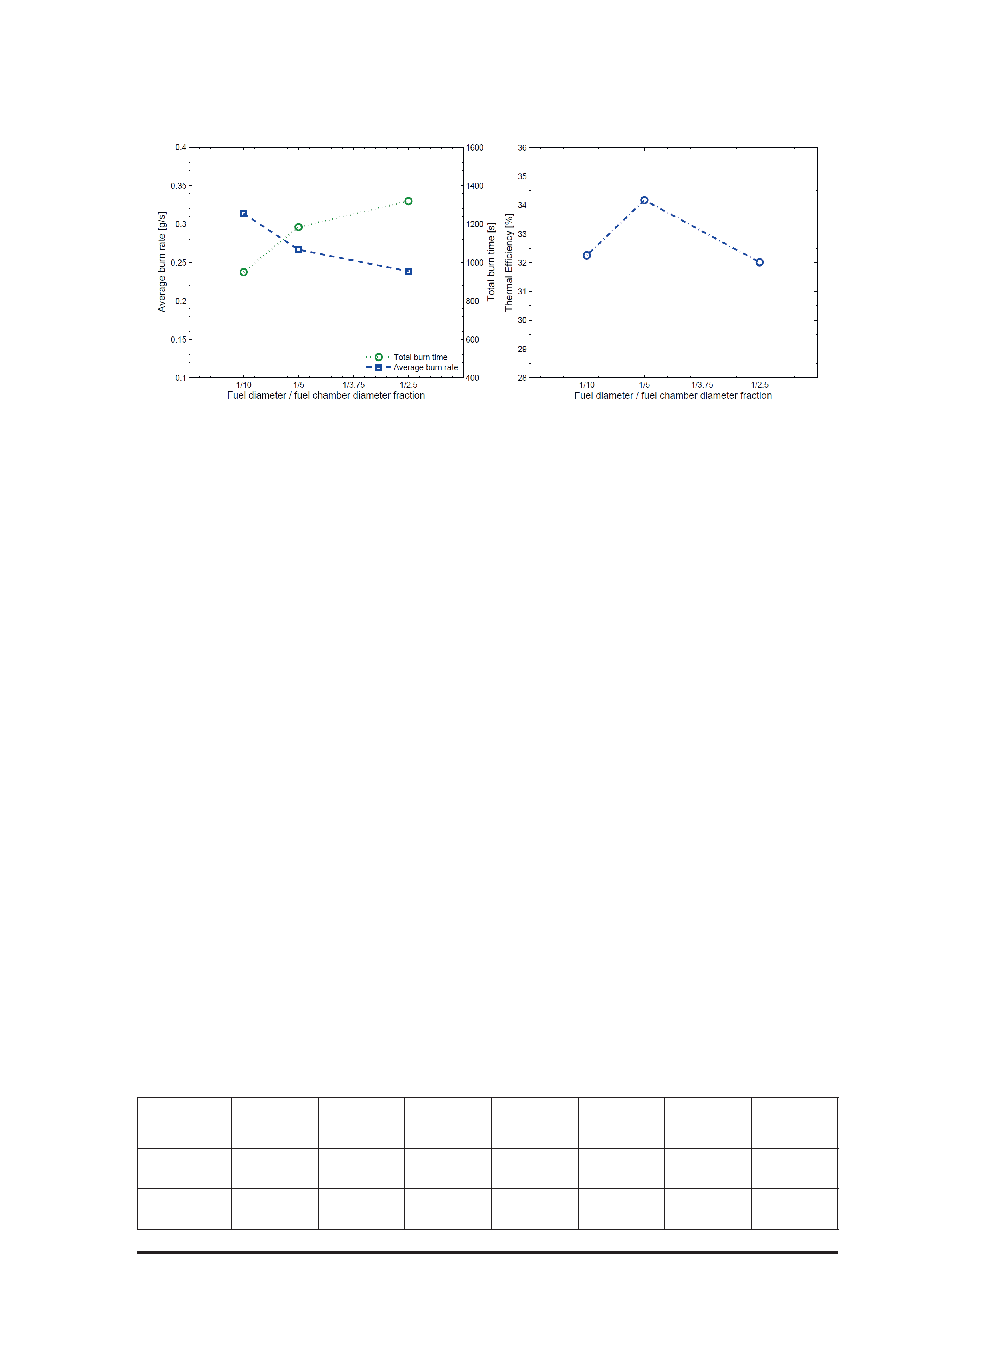 0.4
0.35
0.3
0.25
0.2
0.15
0.1
Average burn rate [g/s]
1600
1400
1200
1000
800
600
400
Total burn time [s]
Total burn time
Average burn rate
1/10 1/5 1/3.75 1/2.5
Fuel diameter / fuel chamber diameter fraction
36
35
34
33
32
31
30
29
28
Thermal Efficiency [%]
1/10 1/5 1/3.75 1/2.5
Fuel diameter / fuel chamber diameter fraction